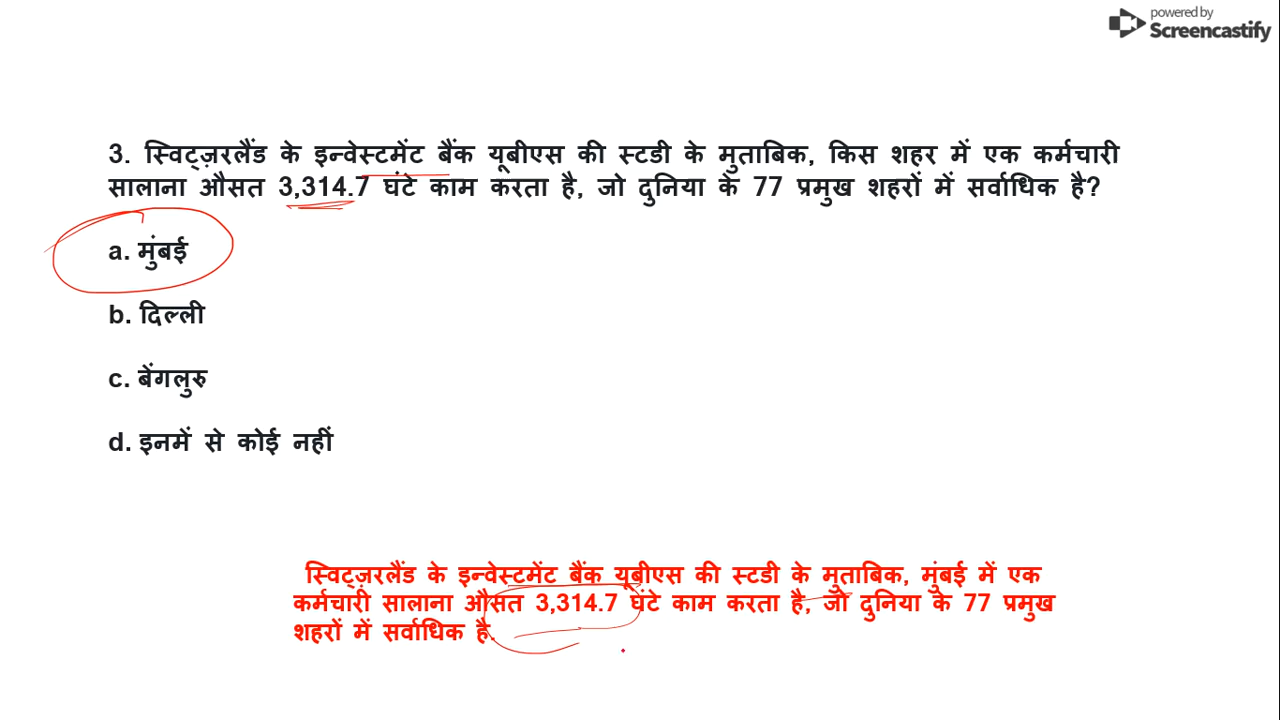 powered by
Screencastify
3. स्विट्ज़रलैंड के इन्वेस्टमेंट बैंक यूबीएस की स्टडी के मुताबिक, किस शहर में एक कर्मचारी
सालाना औसत 3,314.7 घंटे काम करता है, जो दुनिया के 77 प्रमुख शहरों में सर्वाधिक है?
a. मुंबई
b. दिल्ली
c. बेंगलुरु
d. इनमें से कोई नहीं
स्विट्ज़रलैंड के इन्वेस्टमेंट बैंक यूबीएस की स्टडी के मुताबिक, मुंबई में एक
कर्मचारी सालाना औसत 3,314.7 घंटे काम करता है, जो दुनिया के 77 प्रमुख
शहरों में सर्वाधिक है.